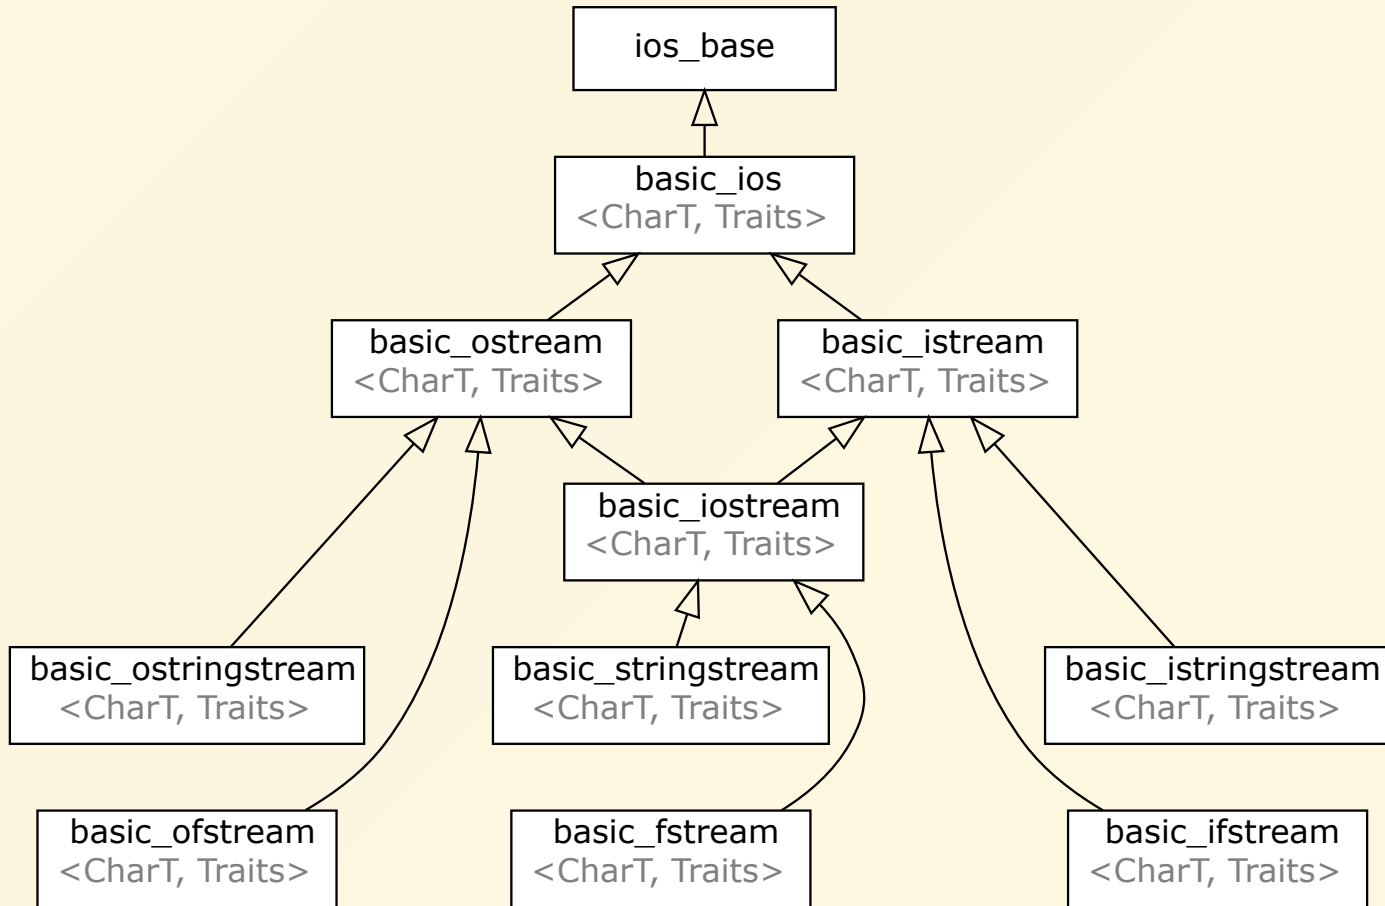 ios_base
basic_ios
<CharT, Traits>
basic_ostream
<CharT, Traits>
basic_istream
<CharT, Traits>
basic_iostream
<CharT, Traits>
basic_ostringstream
<CharT, Traits>
basic_stringstream
<CharT, Traits>
basic_istringstream
<CharT, Traits>
basic_ofstream
<CharT, Traits>
basic_fstream
<CharT, Traits>
basic_ifstream
<CharT, Traits>